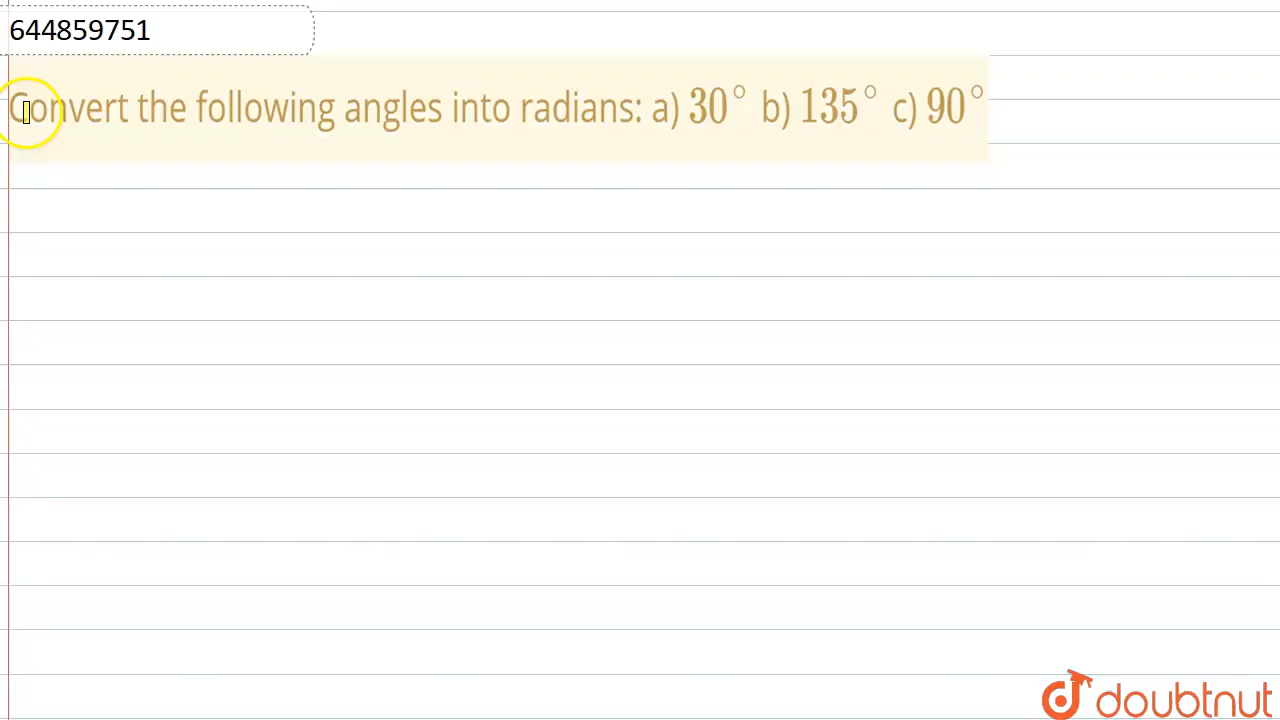 644859751
Convert the following angles into radians: a) 30° b) 135° c) 90°
doubtnut